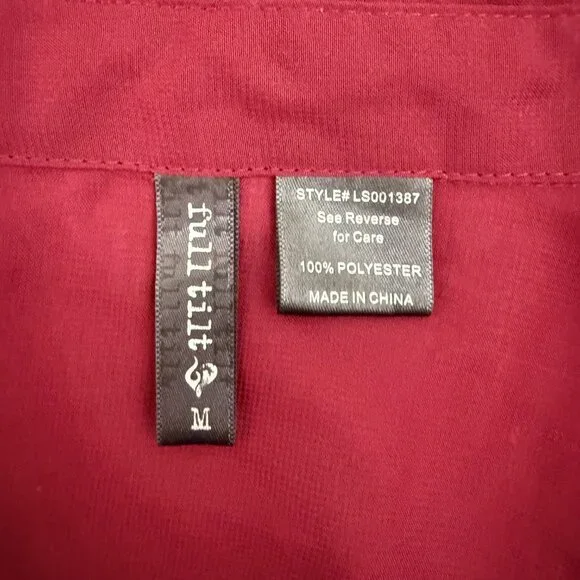 full tilt
M
STYLE# LS001387
See Reverse
for Care
100% POLYESTER
MADE IN CHINA